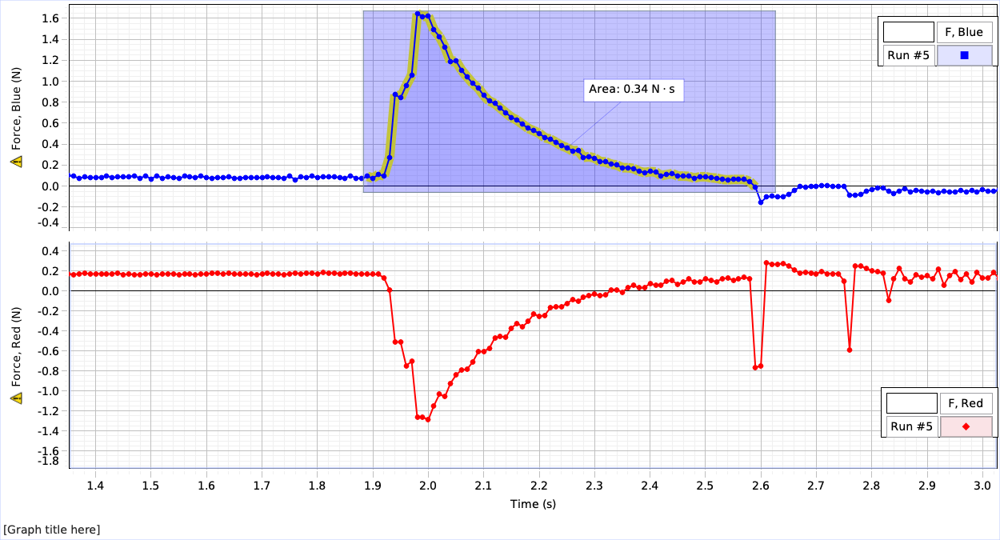 Force, Blue (N)
1.6
1.4
1.2
1.0
0.8
0.6
0.4
0.2
0.0
-0.2
-0.4
Area: 0.34 N · s
F, Blue
Run #5
Force, Red (N)
0.4
0.2
0.0
-0.2
-0.4
-0.6
-0.8
-1.0
-1.2
-1.4
-1.6
-1.8
F, Red
Run #5
1.4 1.5 1.6 1.7 1.8 1.9 2.0 2.1 2.2 2.3 2.4 2.5 2.6 2.7 2.8 2.9 3.0
Time (s)
[Graph title here]